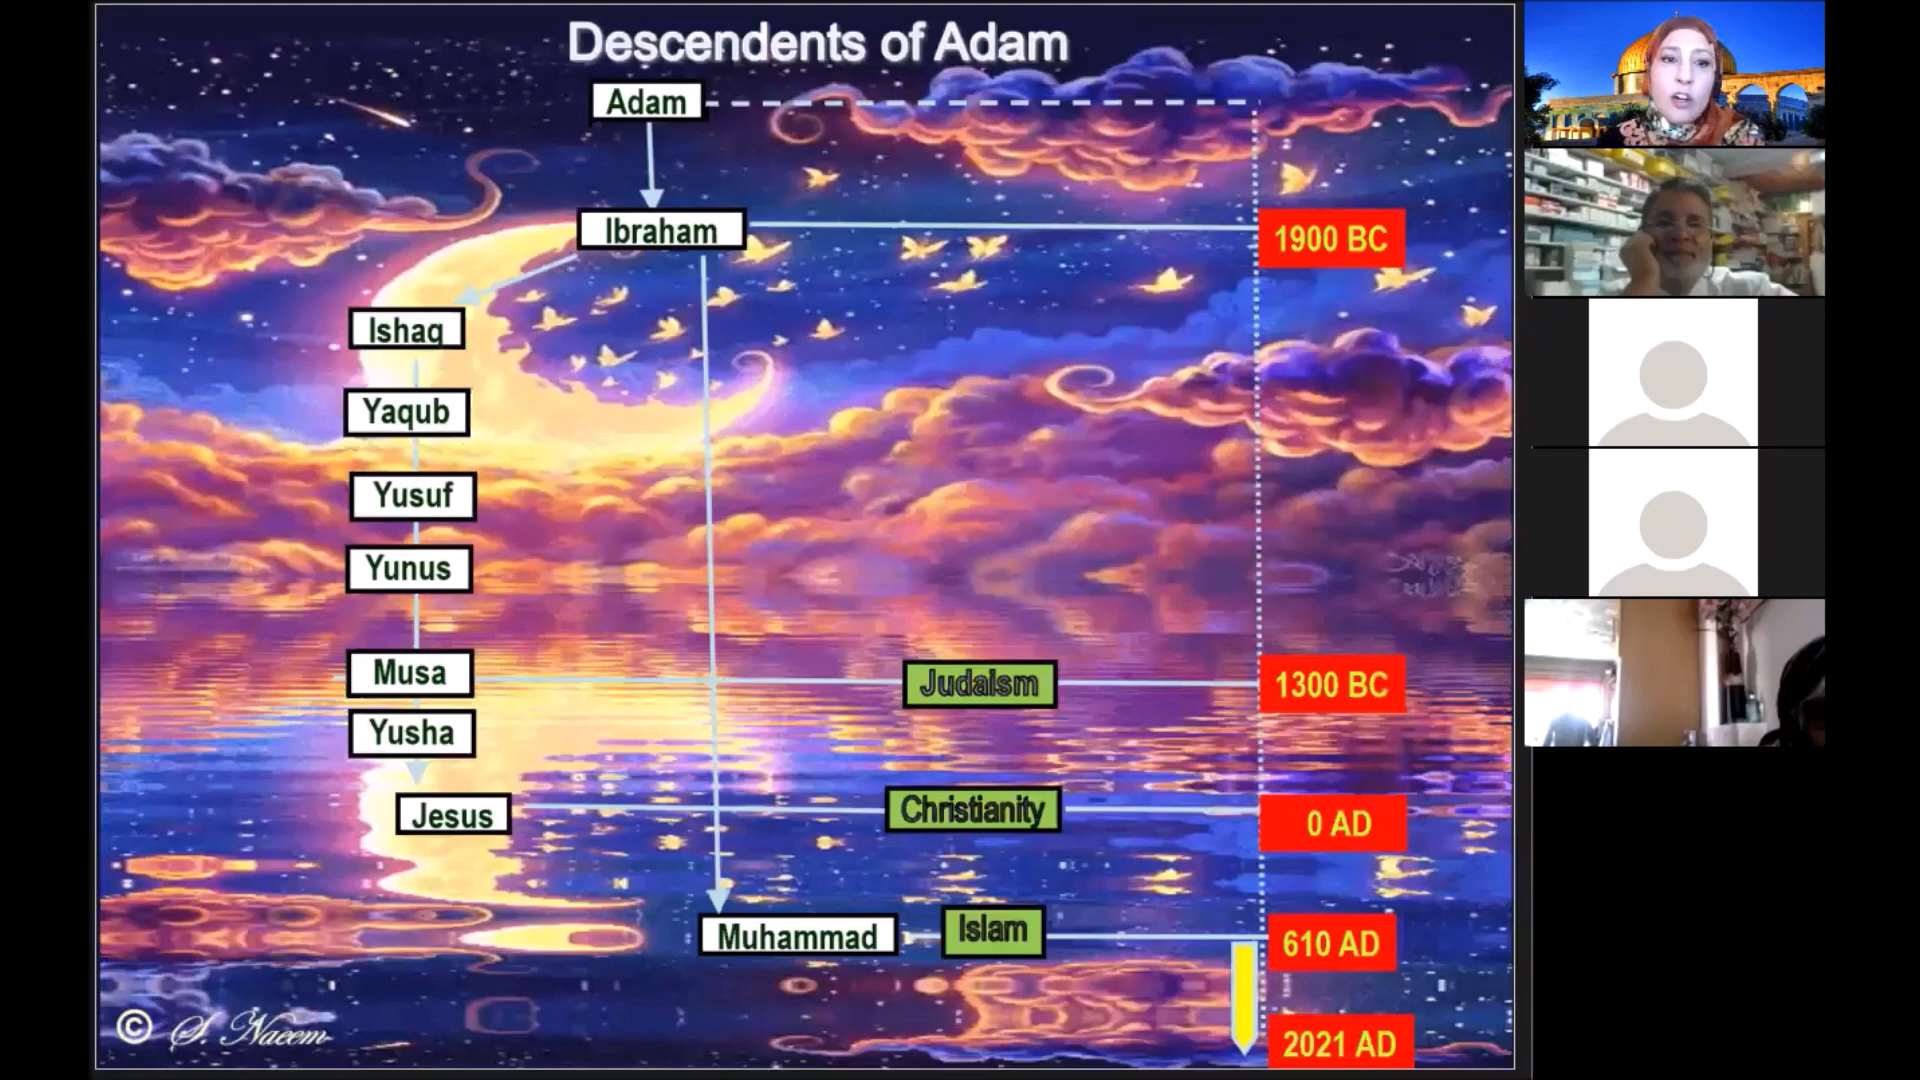 Descendents of Adam
Adam
Ibraham
1900 BC
Ishaq
Yaqub
Yusuf
Yunus
Musa
Judaism
1300 BC
Yusha
Jesus
Christianity
0 AD
Muhammad
Islam
610 AD
© S. Naeem
2021 AD